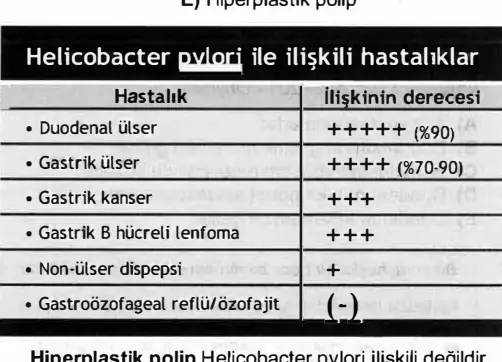 E) Hiperplastik polip
Helicobacter pylori ile ilişkili hastalıklar
Hastalık İlişkinin derecesi
• Duodenal ülser +++++ (%90)
• Gastrik ülser ++++ (%70-90)
• Gastrik kanser +++
• Gastrik B hücreli lenfoma +++
• Non-ülser dispepsi +
• Gastroözofageal reflü/özofajit (-)
Hiperplastik polip Helicobacter pylori ilişkili değildir